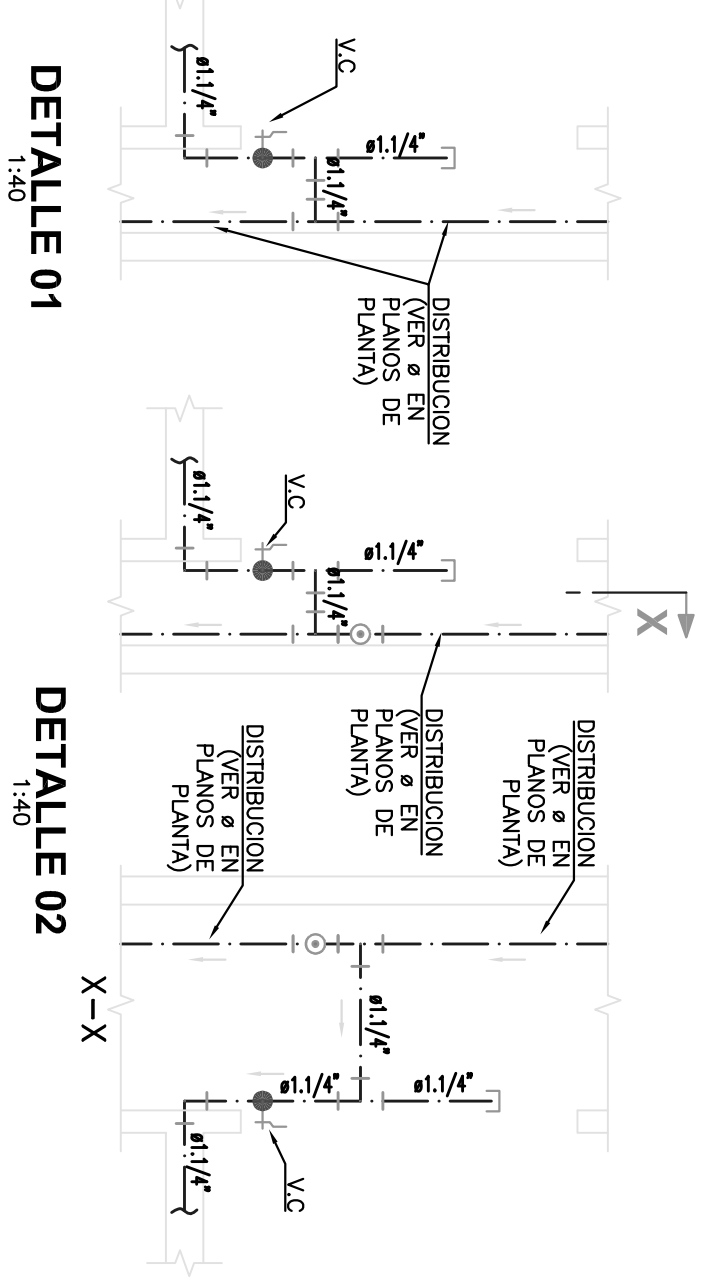 V.C
ø1.1/4"
ø1.1/4"
ø1.1/4"
DISTRIBUCION
(VER ø EN
PLANOS DE
PLANTA)
DETALLE 01
1:40
X
V.C
ø1.1/4"
ø1.1/4"
ø1.1/4"
DISTRIBUCION
(VER ø EN
PLANOS DE
PLANTA)
DISTRIBUCION
(VER ø EN
PLANOS DE
PLANTA)
DISTRIBUCION
(VER ø EN
PLANOS DE
PLANTA)
ø1.1/4"
ø1.1/4"
ø1.1/4"
ø1.1/4"
V.C
X-X
DETALLE 02
1:40